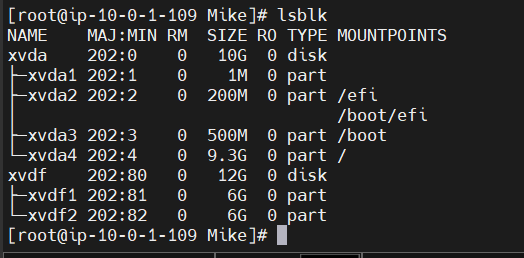 [root@ip-10-0-1-109 Mike]# lsblk
NAME    MAJ:MIN RM  SIZE RO TYPE MOUNTPOINTS
xvda    202:0    0   10G  0 disk
├─xvda1 202:1    0    1M  0 part
├─xvda2 202:2    0  200M  0 part /efi
│                                /boot/efi
├─xvda3 202:3    0  500M  0 part /boot
└─xvda4 202:4    0  9.3G  0 part /
xvdf    202:80   0   12G  0 disk
├─xvdf1 202:81   0    6G  0 part
└─xvdf2 202:82   0    6G  0 part
[root@ip-10-0-1-109 Mike]#